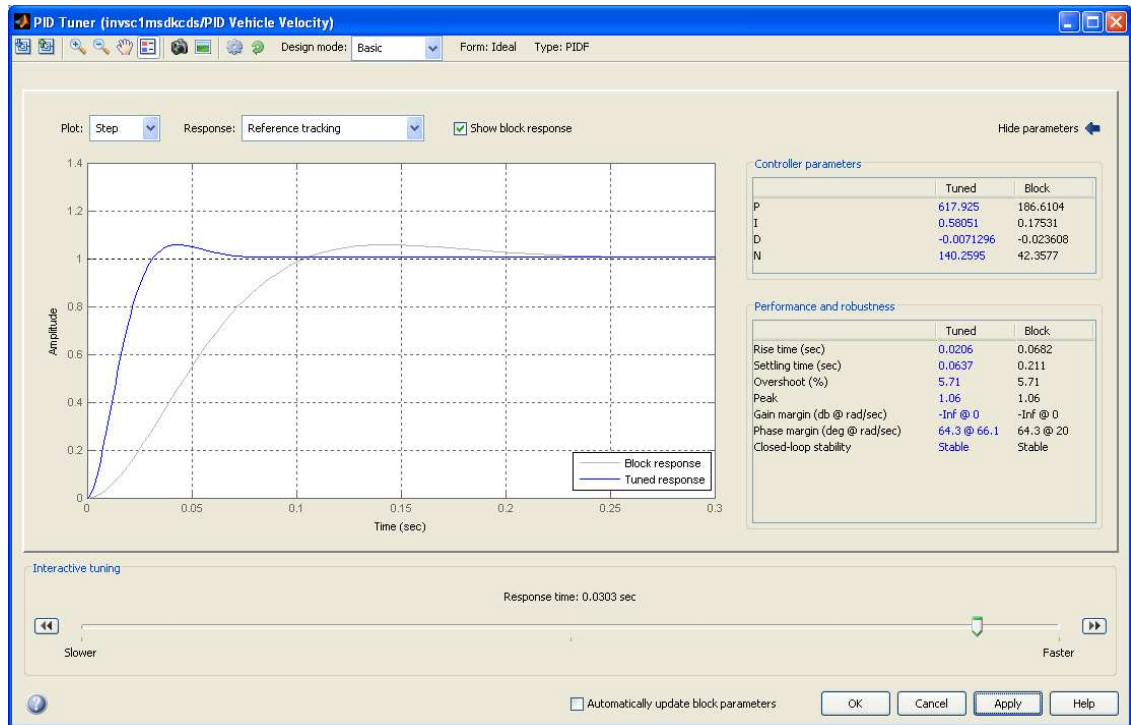 PID Tuner (invsc1msdkcds/PID Vehicle Velocity)
Design mode: Basic Form: Ideal Type: PIDF
Plot: Step Response: Reference tracking Show block response Hide parameters
1.4
1.2
1
0.8
0.6
0.4
0.2
0
Amplitude
0 0.05 0.1 0.15 0.2 0.25 0.3
Time (sec)
Block response
Tuned response
Controller parameters
Tuned Block
P 617.925 186.6104
I 0.58051 0.17531
D -0.0071296 -0.023608
N 140.2595 42.3577
Performance and robustness
Tuned Block
Rise time (sec) 0.0206 0.0682
Settling time (sec) 0.0637 0.211
Overshoot (%) 5.71 5.71
Peak 1.06 1.06
Gain margin (db @ rad/sec) -Inf @ 0 -Inf @ 0
Phase margin (deg @ rad/sec) 64.3 @ 66.1 64.3 @ 20
Closed-loop stability Stable Stable
Interactive tuning
Response time: 0.0303 sec
Slower Faster
Automatically update block parameters OK Cancel Apply Help